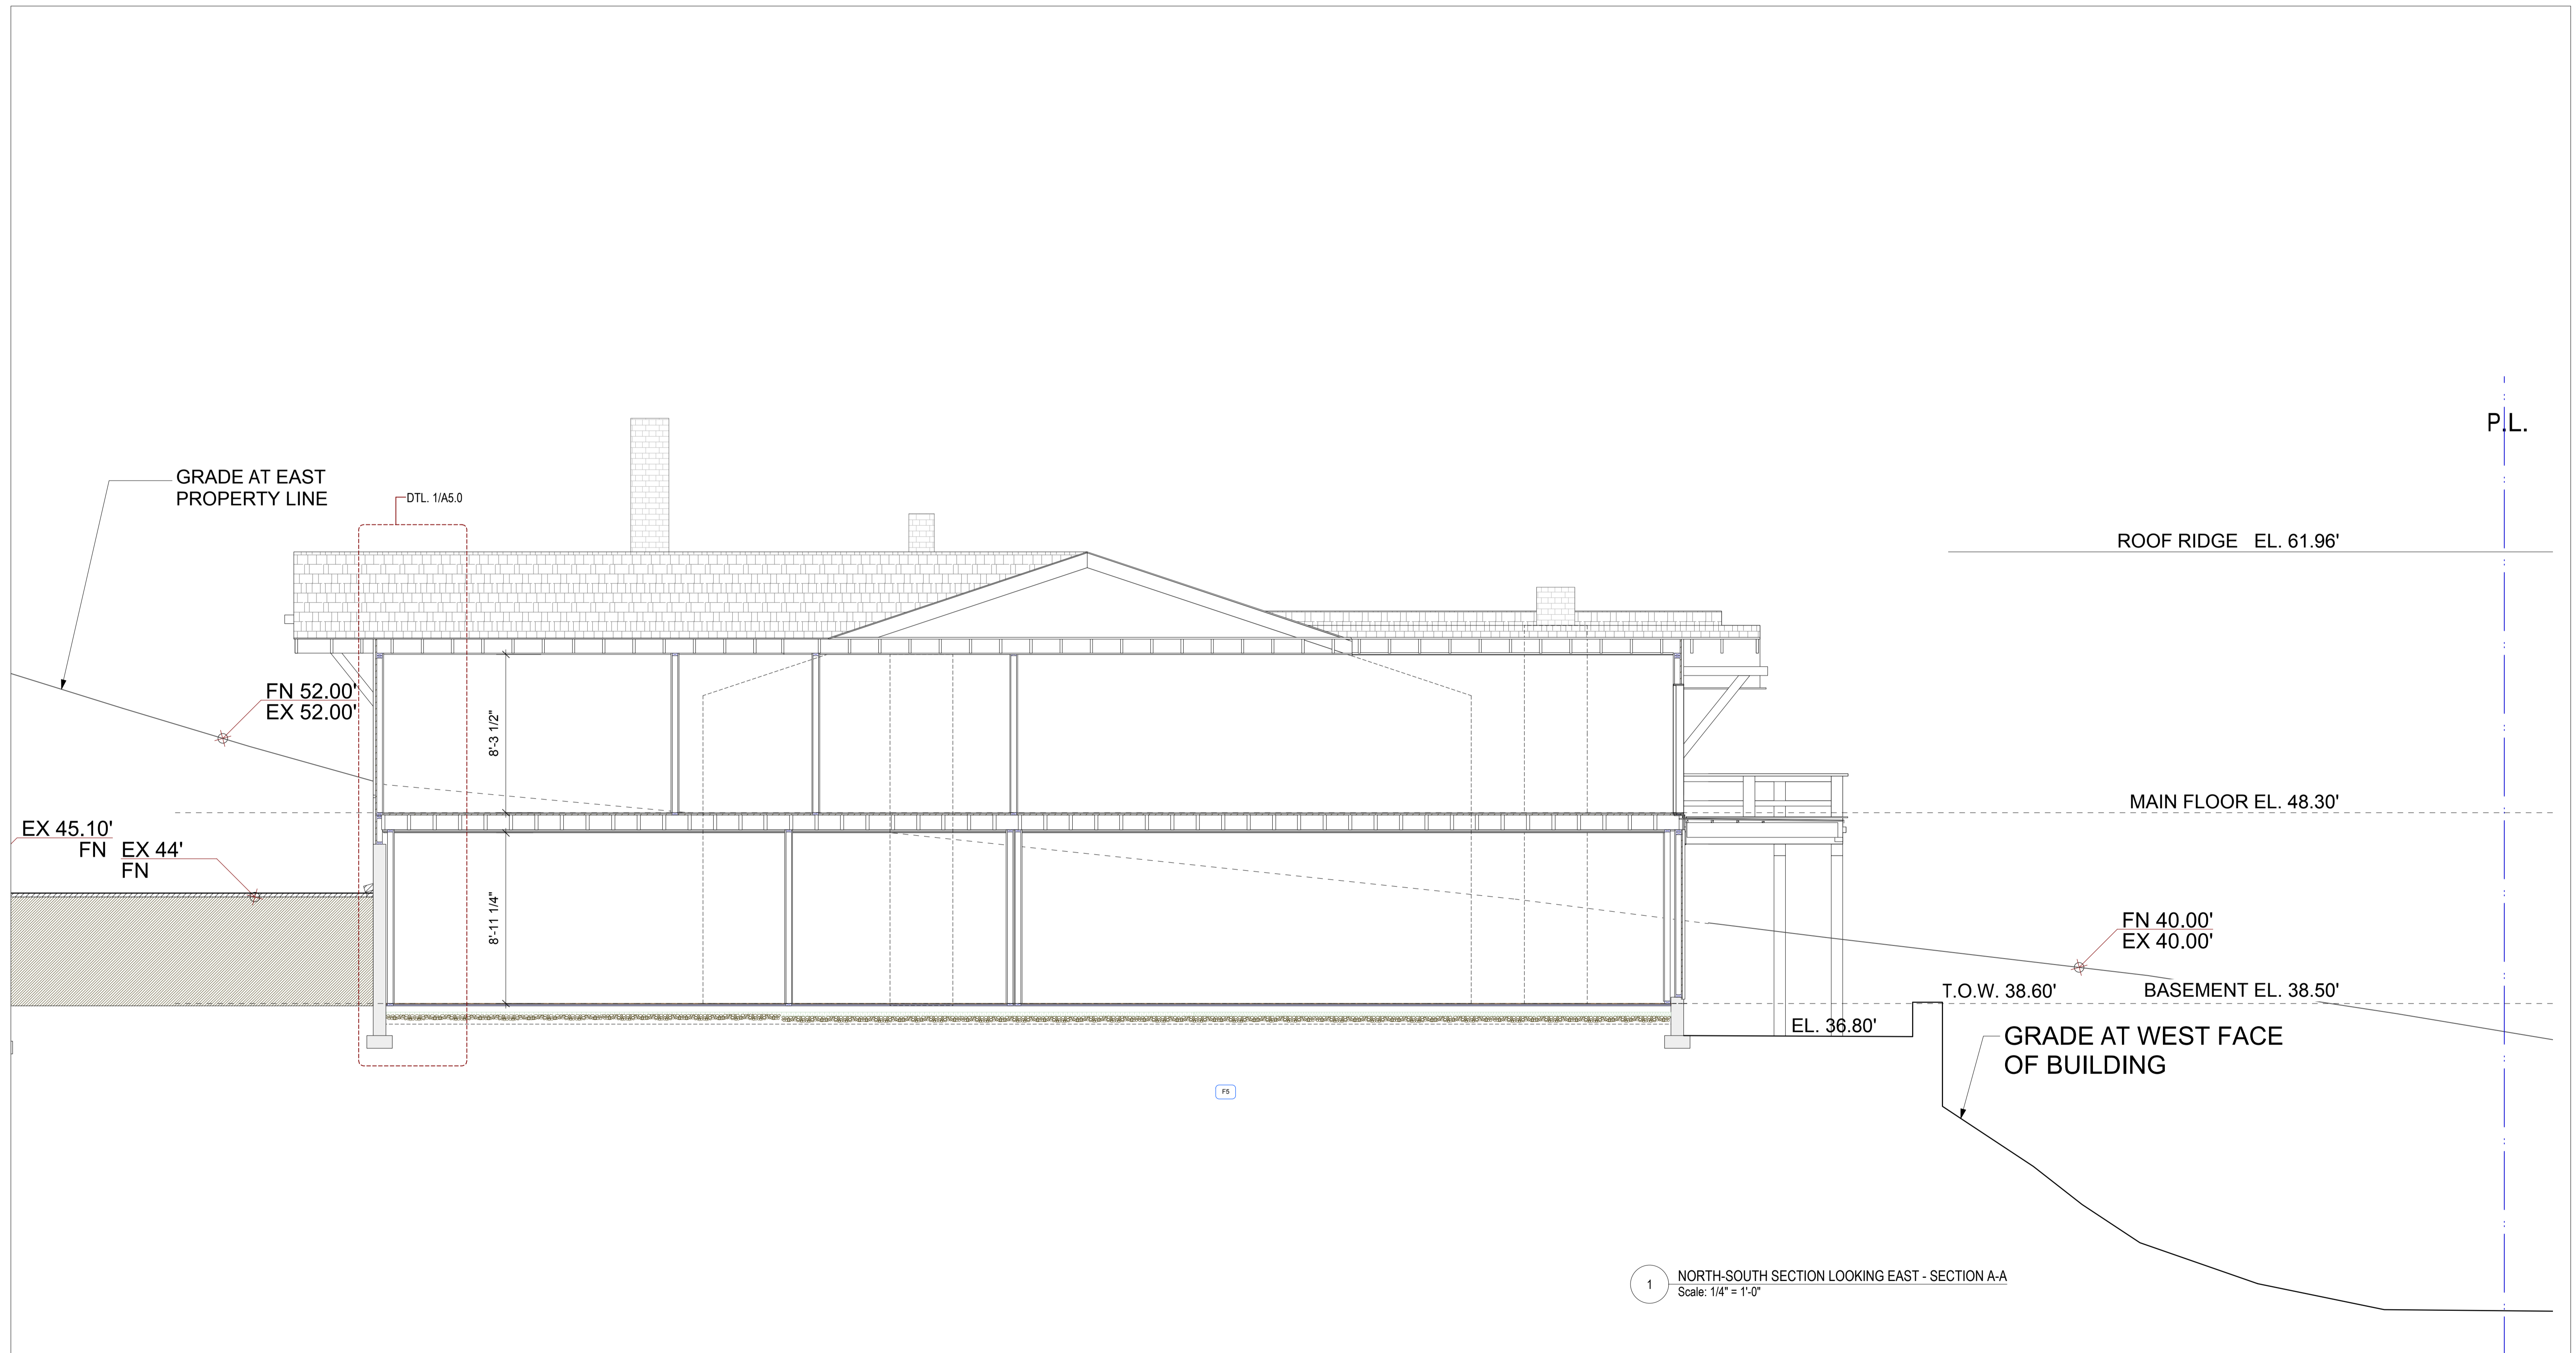 P.L.
GRADE AT EAST
PROPERTY LINE
DTL. 1/A5.0
ROOF RIDGE EL. 61.96'
FN 52.00'
EX 52.00'
8'-3 1/2"
MAIN FLOOR EL. 48.30'
EX 45.10'
FN
EX 44'
FN
8'-11 1/4"
FN 40.00'
EX 40.00'
T.O.W. 38.60'
BASEMENT EL. 38.50'
EL. 36.80'
GRADE AT WEST FACE
OF BUILDING
F5
1
NORTH-SOUTH SECTION LOOKING EAST - SECTION A-A
Scale: 1/4" = 1'-0"